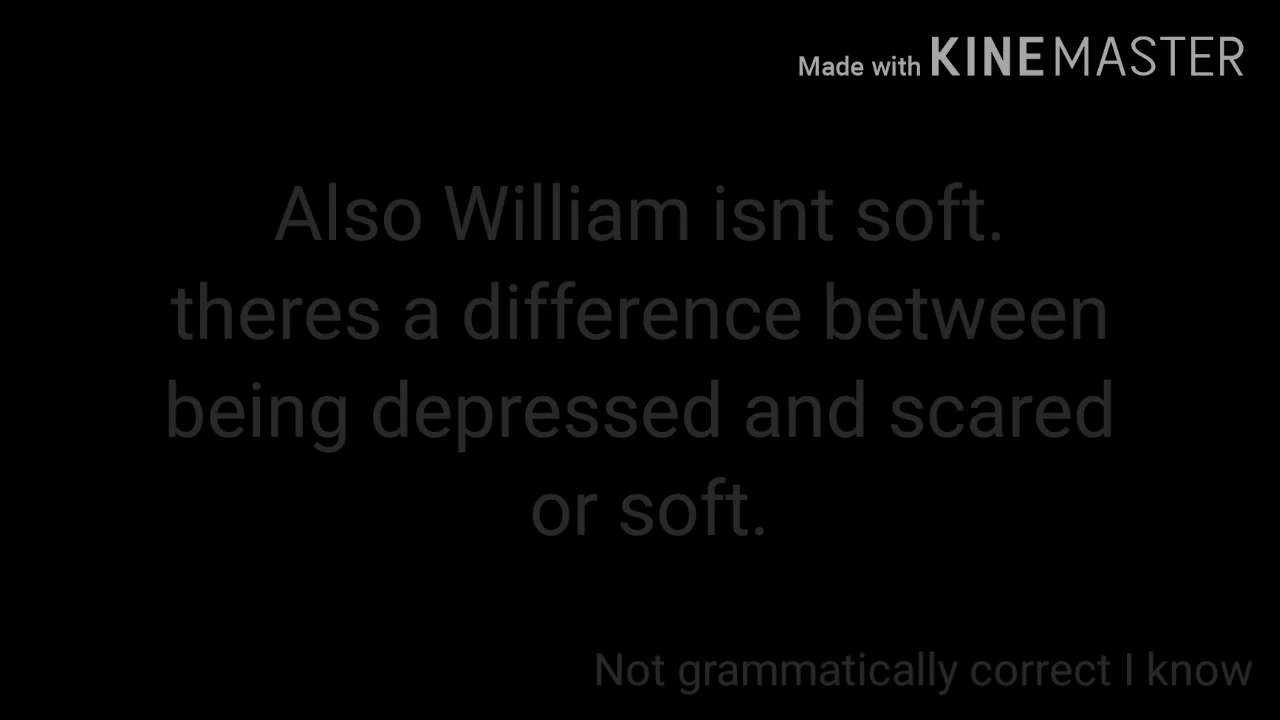 Made with KINEMASTER
Also William isnt soft.
theres a difference between
being depressed and scared
or soft.
Not grammatically correct I know